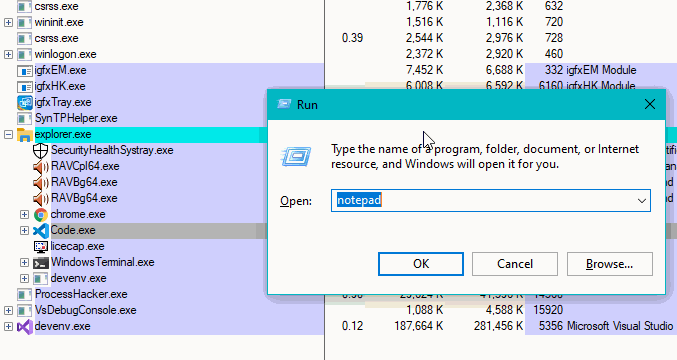 csrss.exe 1,776 K 2,368 K 632
wininit.exe 1,516 K 1,116 K 720
csrss.exe 0.39 2,544 K 2,976 K 728
winlogon.exe 2,372 K 2,920 K 460
igfxEM.exe 7,452 K 6,688 K 332 igfxEM Module
igfxHK.exe 6,008 K 6,592 K 6160 igfxHK Module
igfxTray.exe
SynTPHelper.exe
explorer.exe
SecurityHealthSystray.exe
RAVCpl64.exe
RAVBg64.exe
RAVBg64.exe
chrome.exe
Code.exe
licecap.exe
WindowsTerminal.exe
devenv.exe
ProcessHacker.exe
VsDebugConsole.exe 1,088 K 4,588 K 15920
devenv.exe 0.12 187,664 K 281,456 K 5356 Microsoft Visual Studio
Run
Type the name of a program, folder, document, or Internet
resource, and Windows will open it for you.
Open: notepad
OK Cancel Browse...